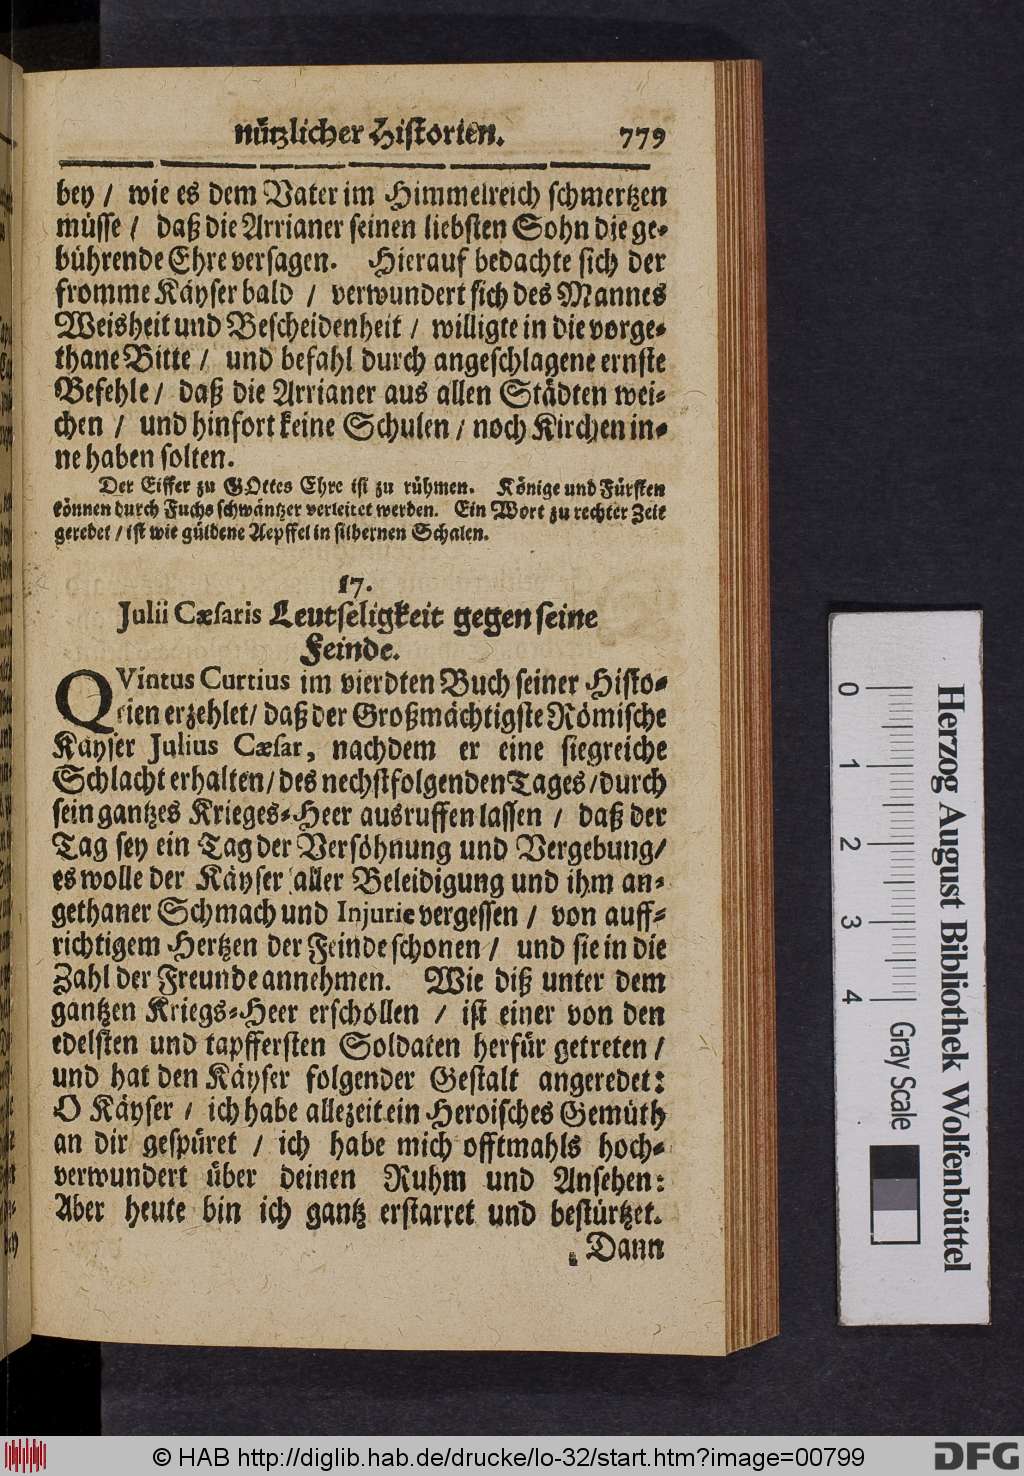 nützlicher Historien. 779
bey / wie es dem Vater im Himmelreich schmertzen
müsse / daß die Arrianer seinen liebsten Sohn die ge-
bührende Ehre versagen. Hierauf bedachte sich der
fromme Käyser bald / verwundert sich des Mannes
Weisheit und Bescheidenheit / willigte in die vorge-
thane Bitte / und befahl durch angeschlagene ernste
Befehle / daß die Arrianer aus allen Städten wei-
chen / und hinfort keine Schulen / noch Kirchen in-
ne haben solten.
Der Eiffer zu GOttes Ehre ist zu rühmen. Könige und Fürsten
können durch Fuchsschwäntzer verleitet werden. Ein Wort zu rechter Zeit
geredet / ist wie güldene Aepffel in silbernen Schalen.
17.
Julii Cæsaris Leutseligkeit gegen seine
Feinde.
QVintus Curtius im vierdten Buch seiner Histo-
rien erzehlet / daß der Großmächtigste Römische
Käyser Julius Cæsar, nachdem er eine siegreiche
Schlacht erhalten / des nechstfolgenden Tages / durch
sein gantzes Krieges-Heer ausruffen lassen / daß der
Tag sey ein Tag der Versöhnung und Vergebung /
es wolle der Käyser aller Beleidigung und ihm an-
gethaner Schmach und Injurie vergessen / von auff-
richtigem Hertzen der Feinde schonen / und sie in die
Zahl der Freunde annehmen. Wie diß unter dem
gantzen Kriegs-Heer erschollen / ist einer von den
edelsten und tapffersten Soldaten herfür getreten /
und hat den Käyser folgender Gestalt angeredet:
O Käyser / ich habe allezeit ein Heroisches Gemüth
an dir gespüret / ich habe mich offtmahls hoch-
verwundert über deinen Ruhm und Ansehen:
Aber heute bin ich gantz erstarret und bestürtzet.
Dann
0 1 2 3 4
Gray Scale
Herzog August Bibliothek Wolfenbüttel
© HAB http://diglib.hab.de/drucke/lo-32/start.htm?image=00799
DFG